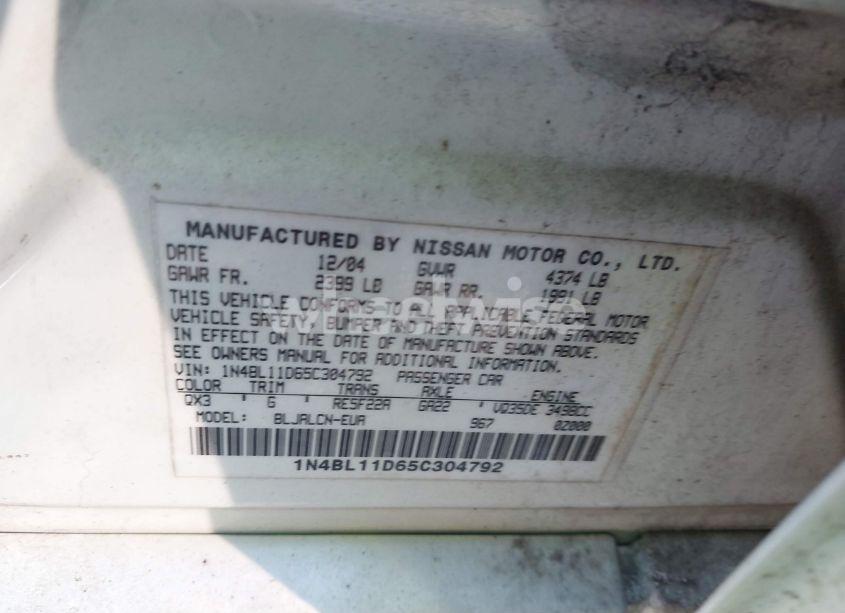 MANUFACTURED BY NISSAN MOTOR CO., LTD.
DATE 12/04 GVWR 4374 LB
GAWR FR. 2399 LB GAWR RR. 1991 LB
THIS VEHICLE CONFORMS TO ALL APPLICABLE FEDERAL MOTOR
VEHICLE SAFETY, BUMPER AND THEFT PREVENTION STANDARDS
IN EFFECT ON THE DATE OF MANUFACTURE SHOWN ABOVE.
SEE OWNERS MANUAL FOR ADDITIONAL INFORMATION.
VIN: 1N4BL11D65C304792 PASSENGER CAR
COLOR TRIM TRANS AXLE ENGINE
QX3 ' G ' RE5F22A GA22 ' VQ35DE 3498CC
MODEL: BLJALCN-EUA 967 0Z000
1N4BL11D65C304792